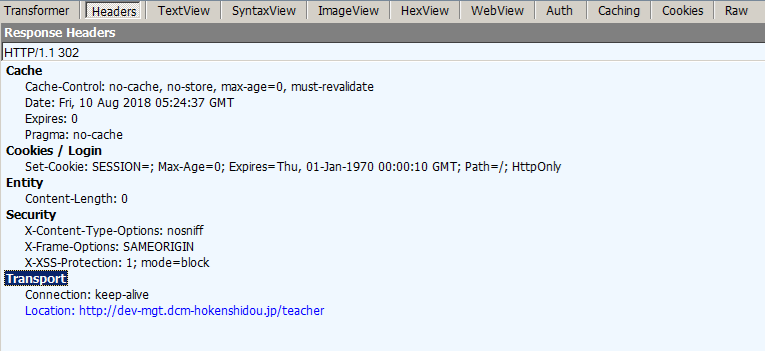 Transformer Headers TextView SyntaxView ImageView HexView WebView Auth Caching Cookies Raw
Response Headers
HTTP/1.1 302
Cache
Cache-Control: no-cache, no-store, max-age=0, must-revalidate
Date: Fri, 10 Aug 2018 05:24:37 GMT
Expires: 0
Pragma: no-cache
Cookies / Login
Set-Cookie: SESSION=; Max-Age=0; Expires=Thu, 01-Jan-1970 00:00:10 GMT; Path=/; HttpOnly
Entity
Content-Length: 0
Security
X-Content-Type-Options: nosniff
X-Frame-Options: SAMEORIGIN
X-XSS-Protection: 1; mode=block
Transport
Connection: keep-alive
Location: http://dev-mgt.dcm-hokenshidou.jp/teacher